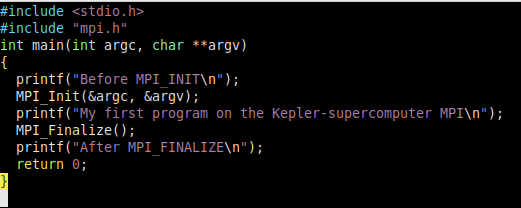 #include <stdio.h>
#include "mpi.h"
int main(int argc, char **argv)
{
  printf("Before MPI_INIT\n");
  MPI_Init(&argc, &argv);
  printf("My first program on the Kepler-supercomputer MPI\n");
  MPI_Finalize();
  printf("After MPI_FINALIZE\n");
  return 0;
}